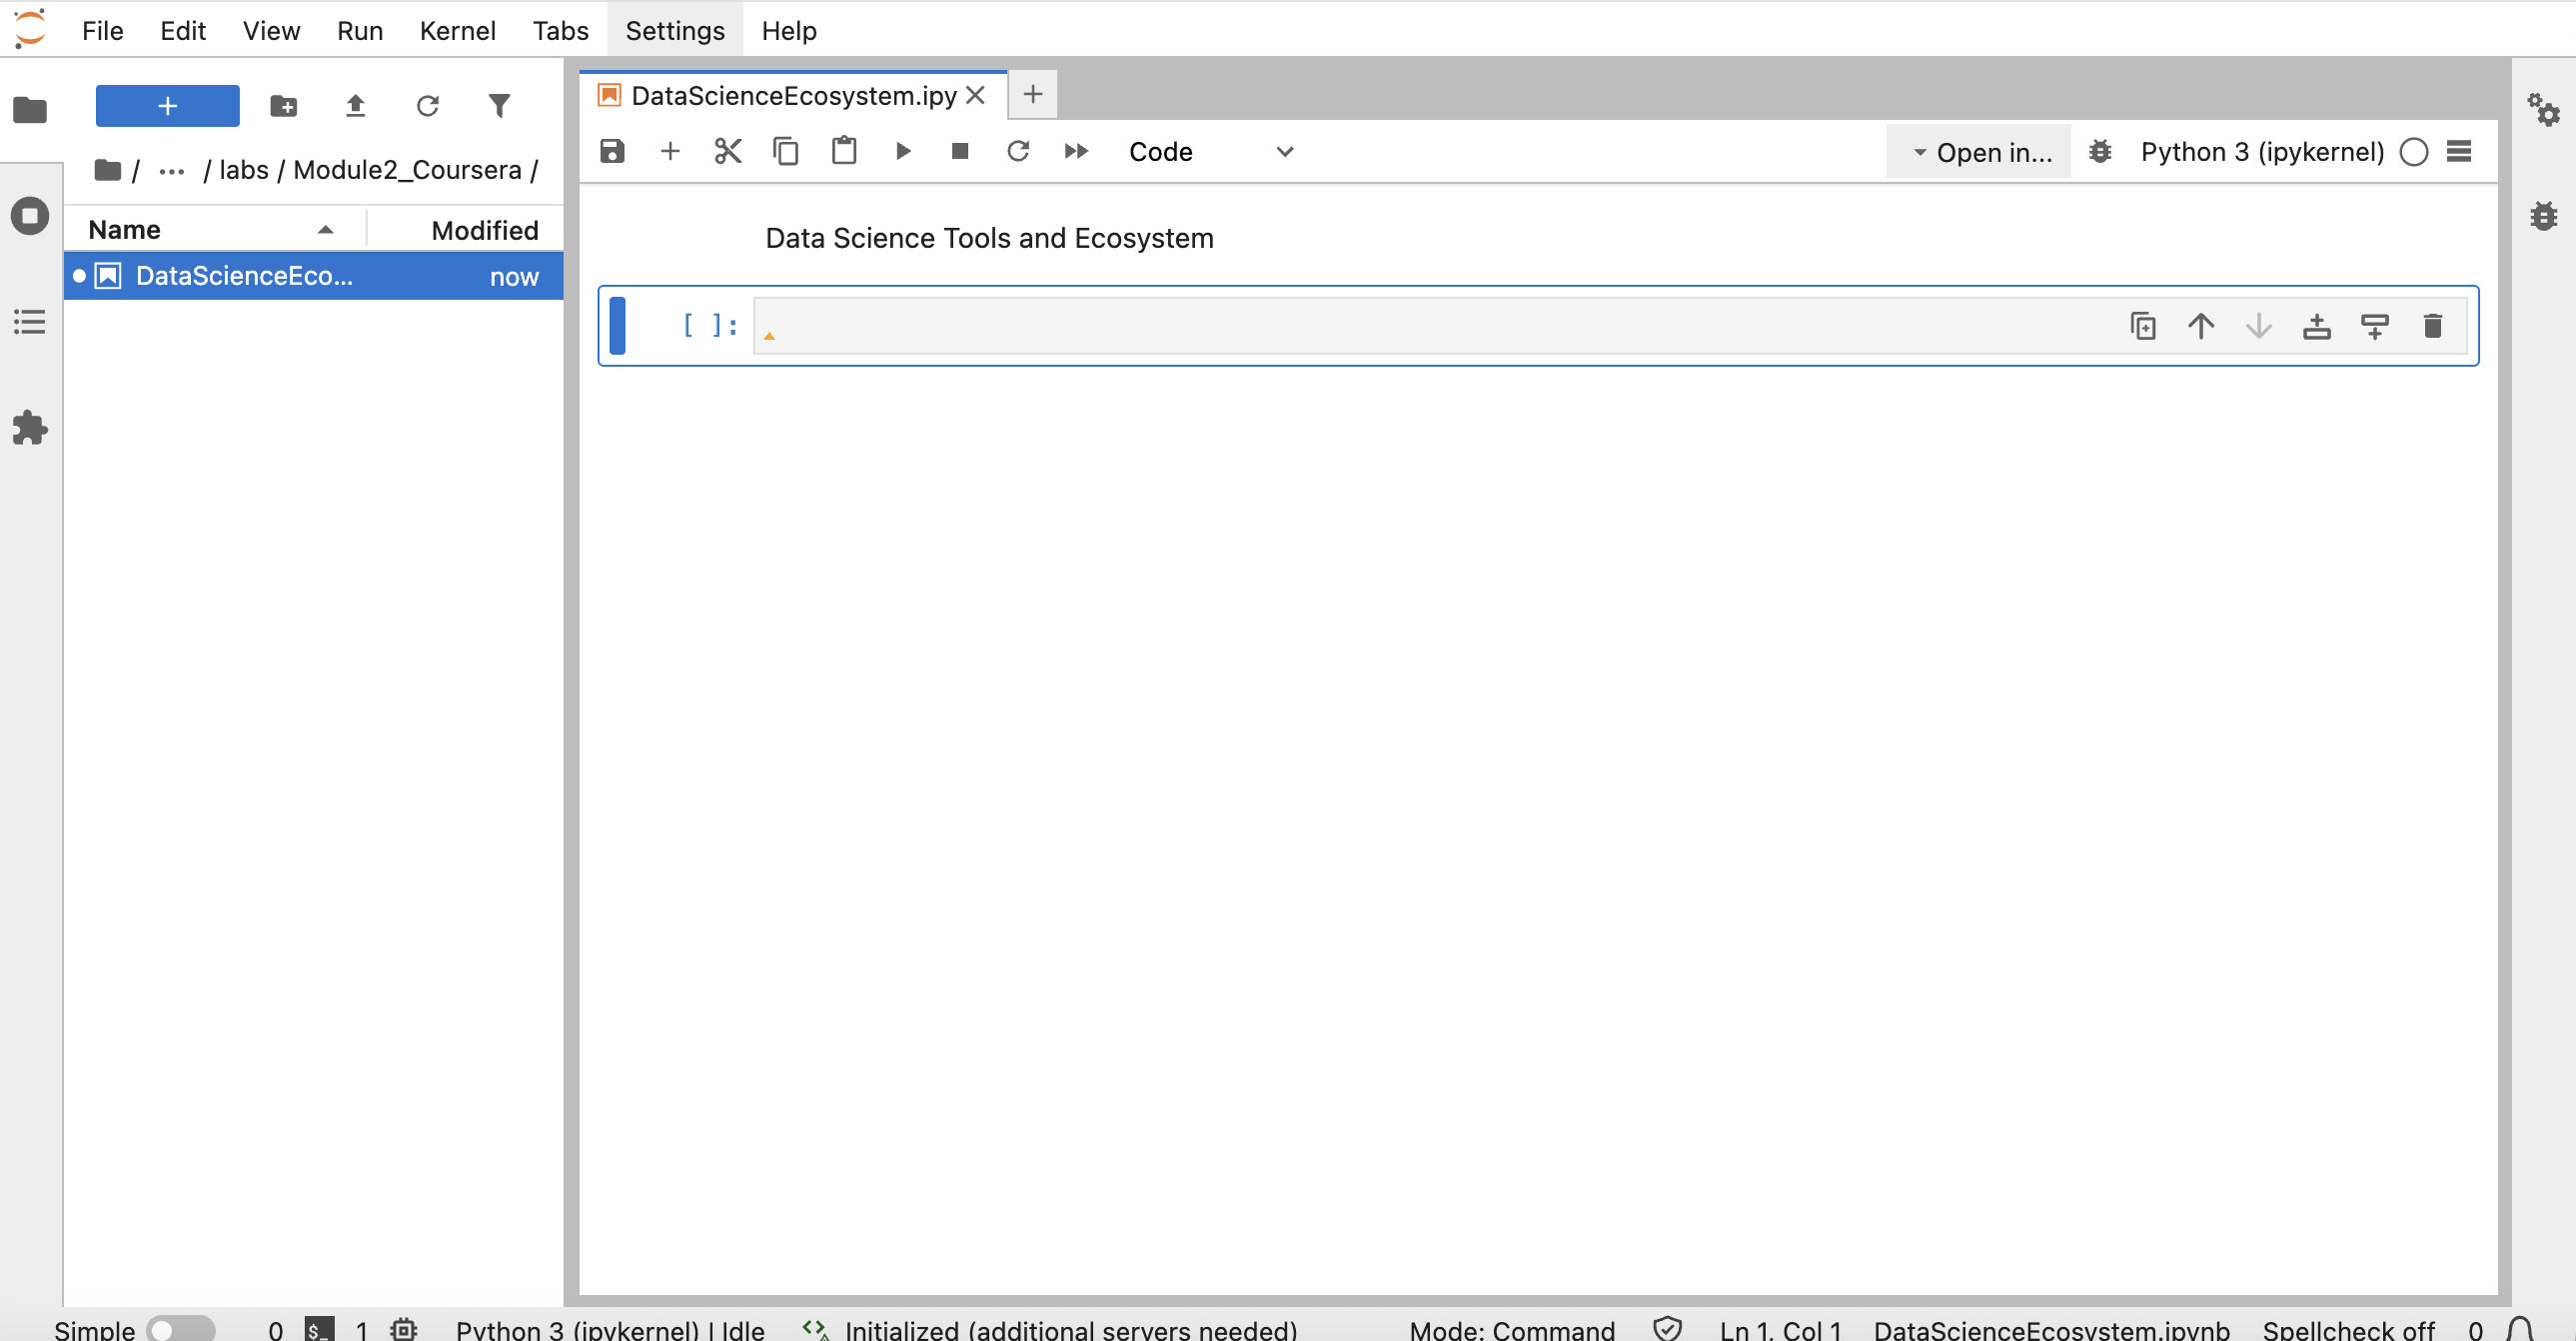 File Edit View Run Kernel Tabs Settings Help
/ ... / labs / Module2_Coursera /
Name Modified
DataScienceEco... now
DataScienceEcosystem.ipy
Code
Open in...
Python 3 (ipykernel)
Data Science Tools and Ecosystem
[ ]:
Simple 0 $_ 1 Python 3 (ipykernel) | Idle Initialized (additional servers needed) Mode: Command Ln 1, Col 1 DataScienceEcosystem.ipynb Spellcheck off 0